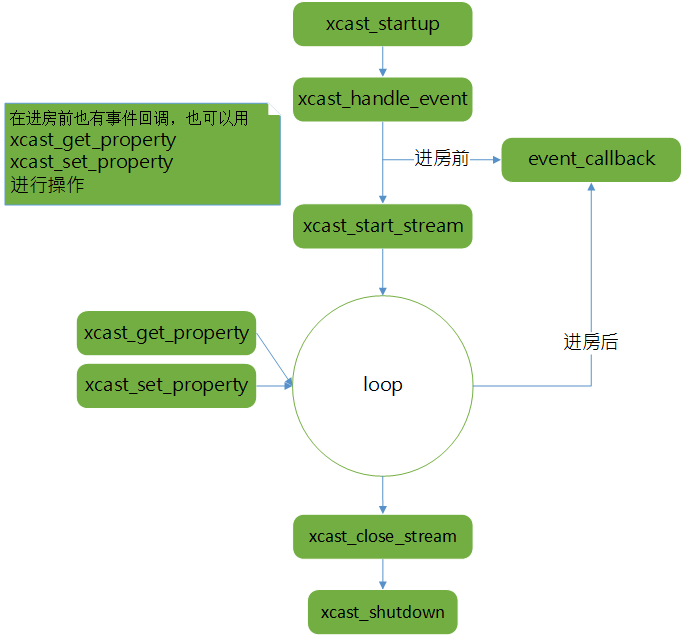 xcast_startup
xcast_handle_event
在进房前也有事件回调，也可以用
xcast_get_property
xcast_set_property
进行操作
进房前
event_callback
xcast_start_stream
xcast_get_property
进房后
xcast_set_property
loop
xcast_close_stream
xcast_shutdown